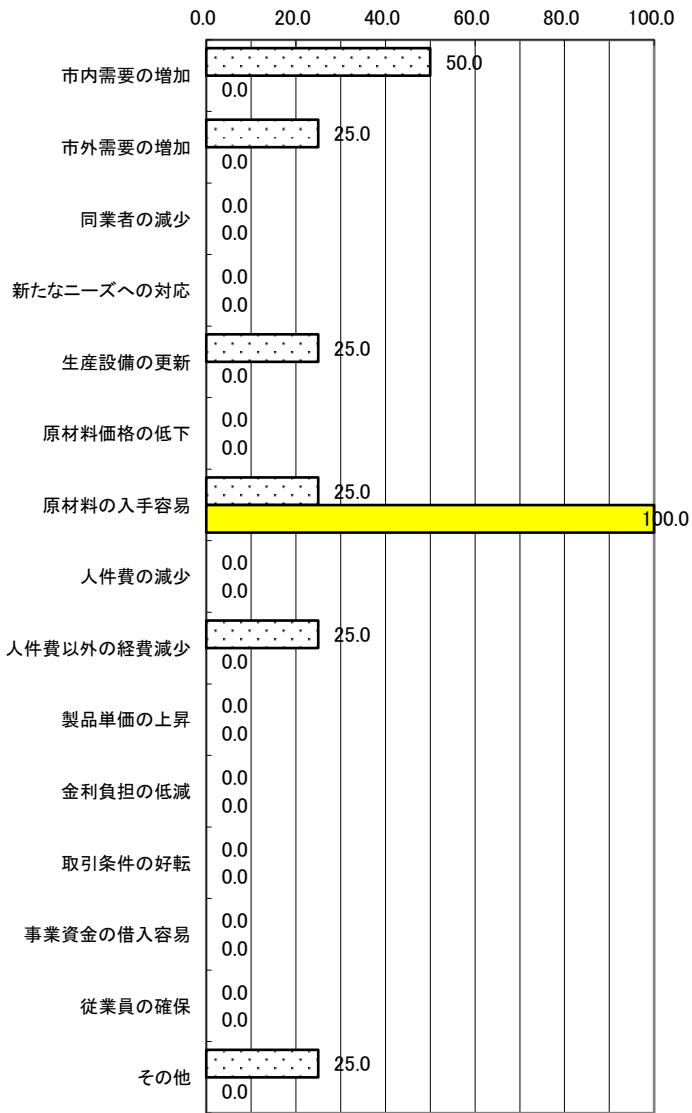 0.0 20.0 40.0 60.0 80.0 100.0
市内需要の増加 50.0
0.0
市外需要の増加 25.0
0.0
同業者の減少 0.0
0.0
新たなニーズへの対応 0.0
0.0
生産設備の更新 25.0
0.0
原材料価格の低下 0.0
0.0
原材料の入手容易 25.0
100.0
人件費の減少 0.0
0.0
人件費以外の経費減少 25.0
0.0
製品単価の上昇 0.0
0.0
金利負担の低減 0.0
0.0
取引条件の好転 0.0
0.0
事業資金の借入容易 0.0
0.0
従業員の確保 0.0
0.0
その他 25.0
0.0